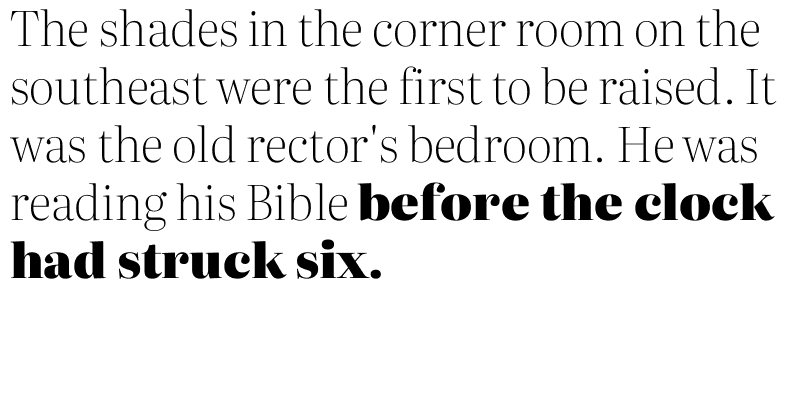 The shades in the corner room on the
southeast were the first to be raised. It
was the old rector's bedroom. He was
reading his Bible before the clock
had struck six.